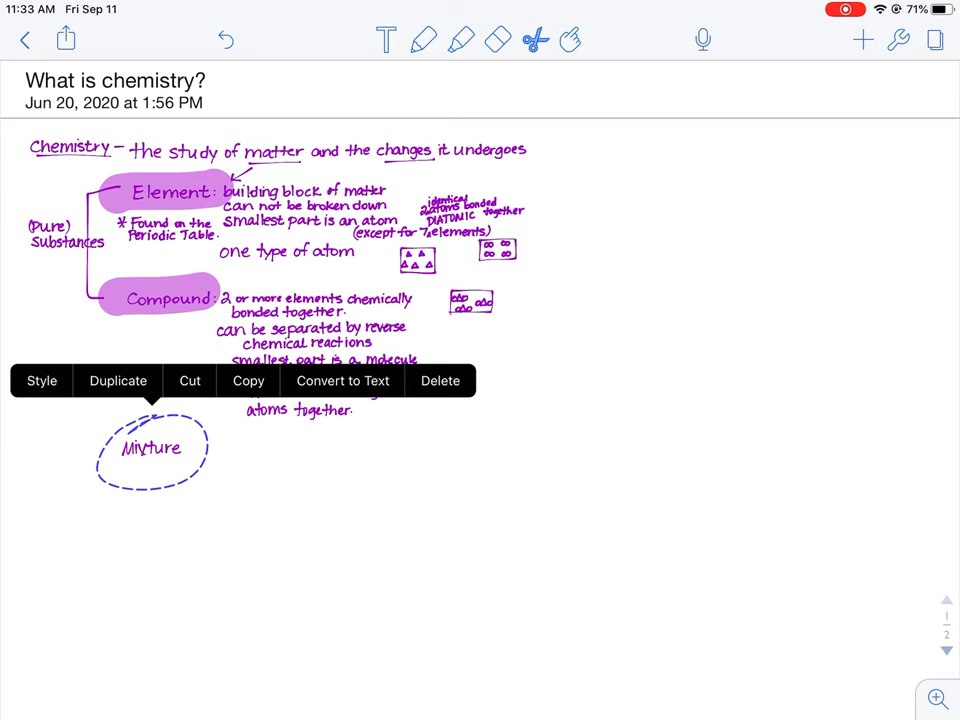 11:33 AM Fri Sep 11
71%
T
What is chemistry?
Jun 20, 2020 at 1:56 PM
Chemistry - the study of matter and the changes it undergoes
Element: building block of matter
can not be broken down
smallest part is an atom
(except for 7 elements)
identical
2 atoms bonded
DIATONIC together
* Found on the
Periodic Table.
(Pure)
Substances
one type of atom
Compound: 2 or more elements chemically
bonded together.
can be separated by reverse
chemical reactions
smallest part is a molecule
Style Duplicate Cut Copy Convert to Text Delete
atoms together.
Mixture
1
2